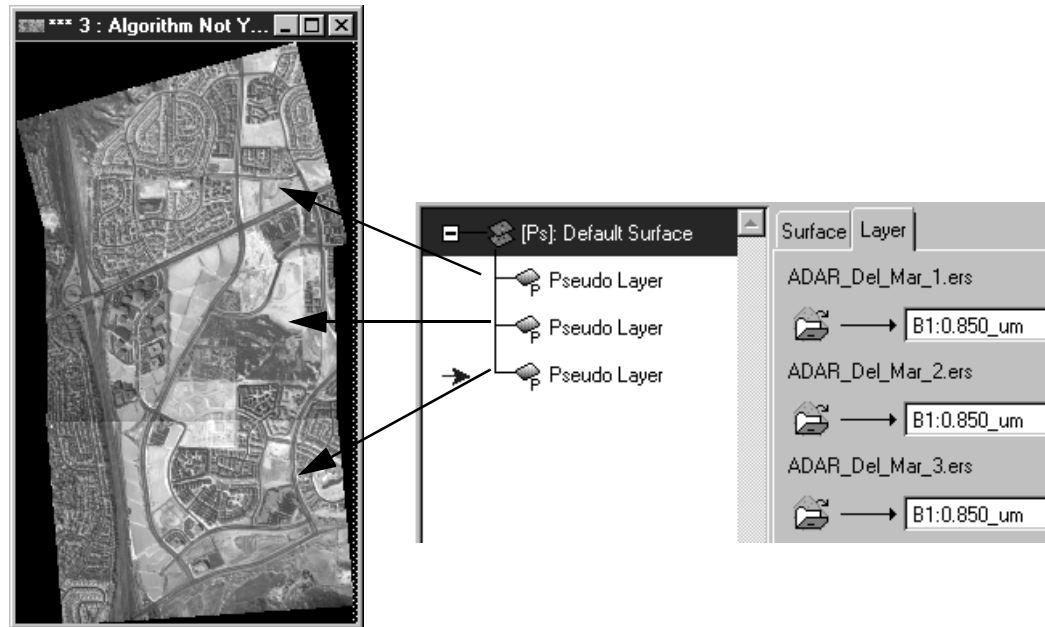 *** 3 : Algorithm Not Y...
[Ps]: Default Surface
Pseudo Layer
Pseudo Layer
Pseudo Layer
Surface Layer
ADAR_Del_Mar_1.ers
B1:0.850_um
ADAR_Del_Mar_2.ers
B1:0.850_um
ADAR_Del_Mar_3.ers
B1:0.850_um